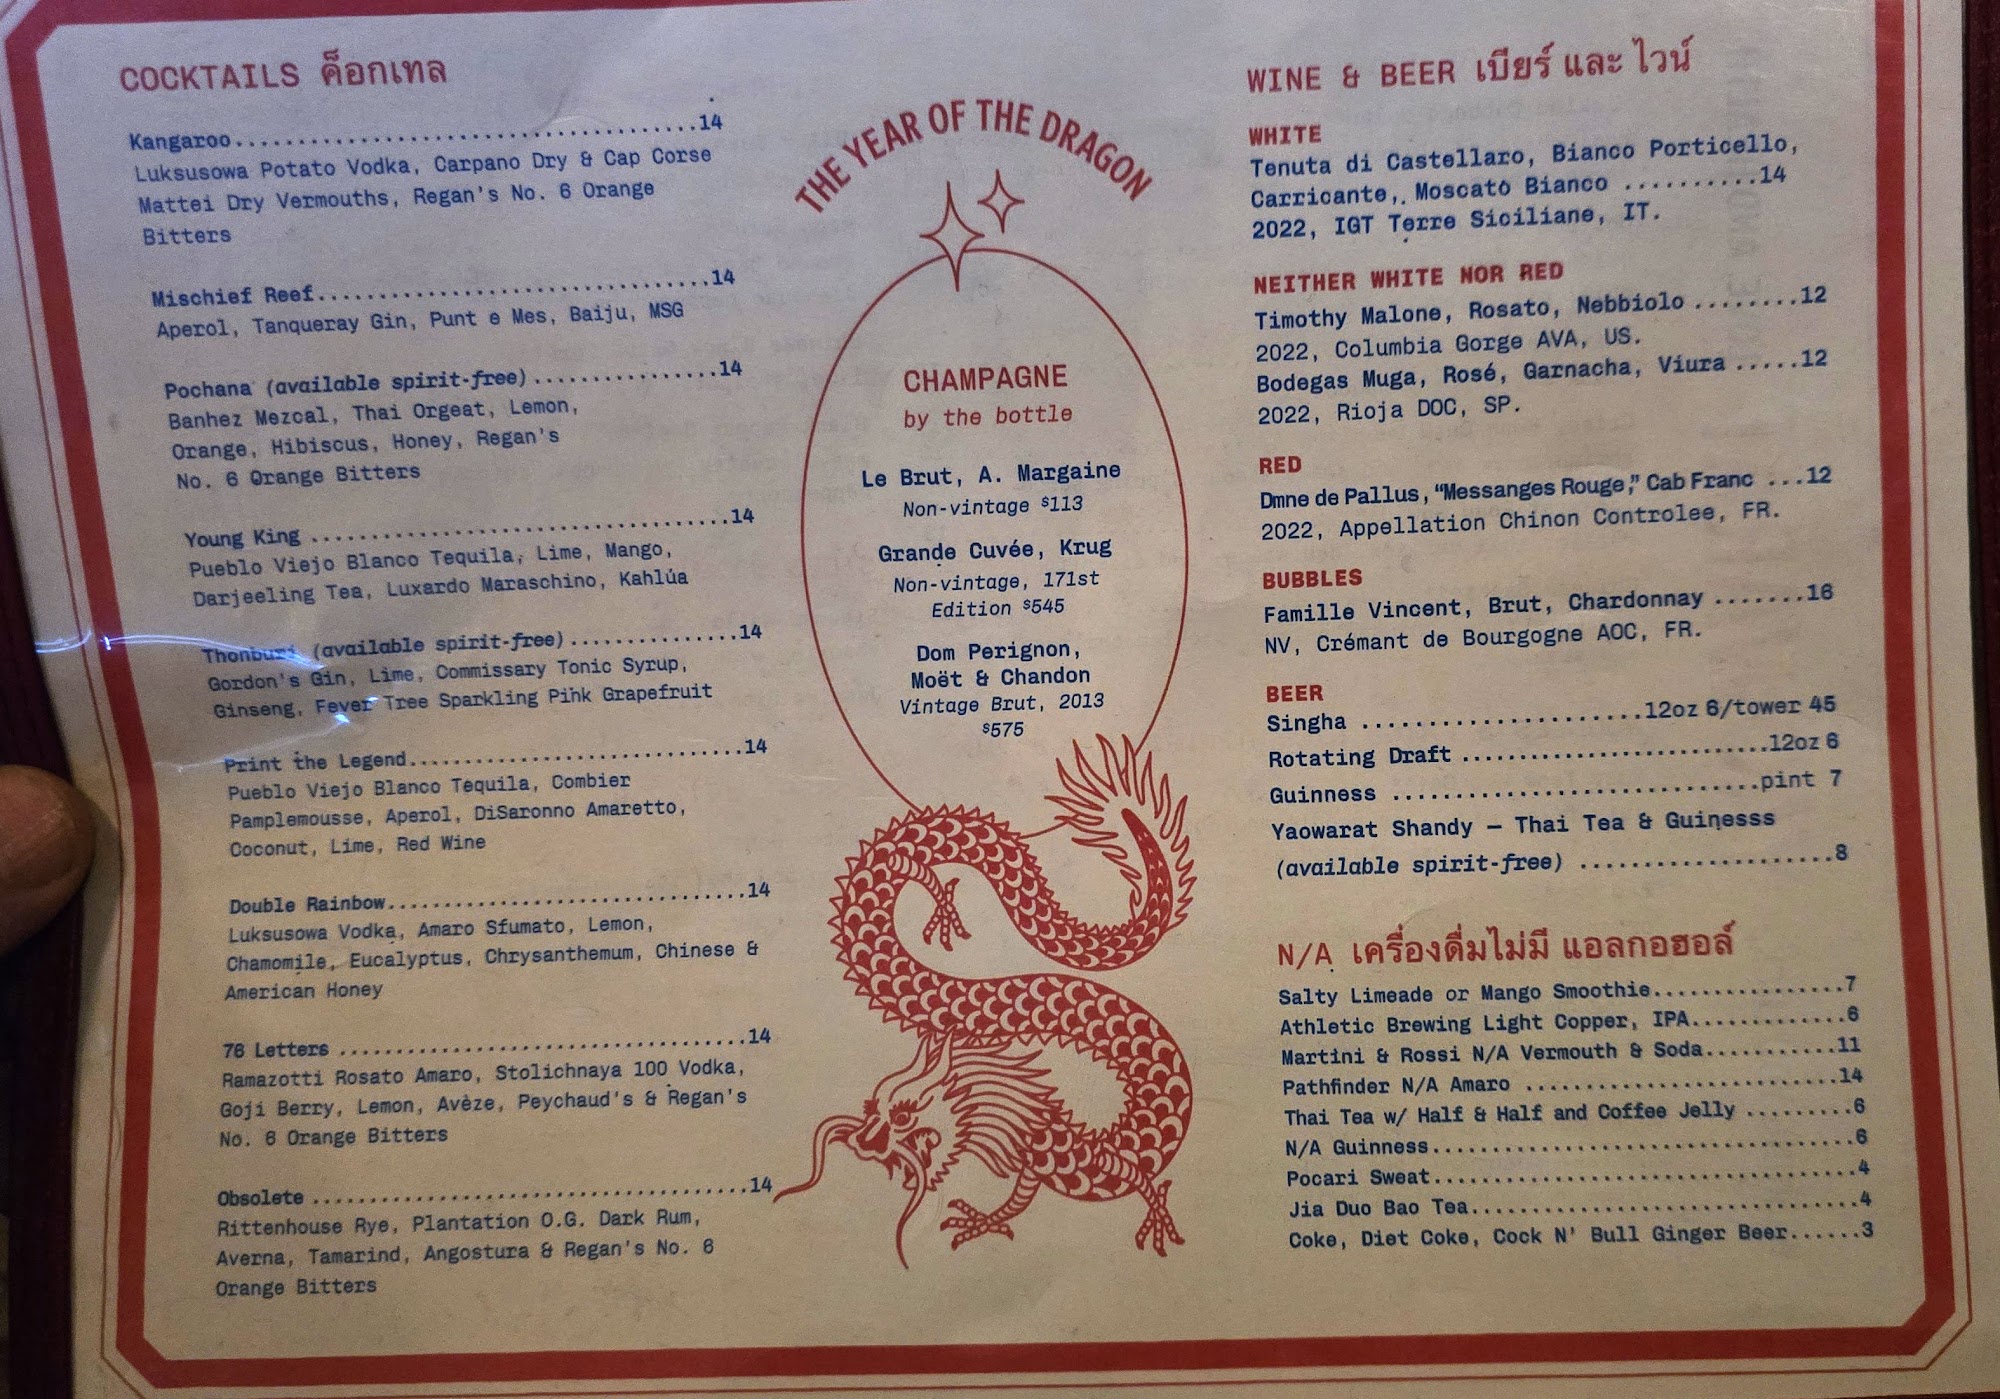 COCKTAILS ค็อกเทล
Kangaroo.......................................14
Luksusowa Potato Vodka, Carpano Dry & Cap Corse
Mattei Dry Vermouths, Regan's No. 6 Orange
Bitters
Mischief Reef..................................14
Aperol, Tanqueray Gin, Punt e Mes, Baiju, MSG
Pochana (available spirit-free)................14
Banhez Mezcal, Thai Orgeat, Lemon,
Orange, Hibiscus, Honey, Regan's
No. 6 Orange Bitters
Young King ....................................14
Pueblo Viejo Blanco Tequila, Lime, Mango,
Darjeeling Tea, Luxardo Maraschino, Kahlúa
Thonburi (available spirit-free)...............14
Gordon's Gin, Lime, Commissary Tonic Syrup,
Ginseng, Fever Tree Sparkling Pink Grapefruit
Print the Legend...............................14
Pueblo Viejo Blanco Tequila, Combier
Pamplemousse, Aperol, DiSaronno Amaretto,
Coconut, Lime, Red Wine
Double Rainbow.................................14
Luksusowa Vodka, Amaro Sfumato, Lemon,
Chamomile, Eucalyptus, Chrysanthemum, Chinese &
American Honey
76 Letters ....................................14
Ramazotti Rosato Amaro, Stolichnaya 100 Vodka,
Goji Berry, Lemon, Avèze, Peychaud's & Regan's
No. 6 Orange Bitters
Obsolete ......................................14
Rittenhouse Rye, Plantation O.G. Dark Rum,
Averna, Tamarind, Angostura & Regan's No. 6
Orange Bitters
THE YEAR OF THE DRAGON
CHAMPAGNE
by the bottle
Le Brut, A. Margaine
Non-vintage $113
Grande Cuvée, Krug
Non-vintage, 171st
Edition $545
Dom Perignon,
Moët & Chandon
Vintage Brut, 2013
$575
WINE & BEER เบียร์ และ ไวน์
WHITE
Tenuta di Castellaro, Bianco Porticello,
Carricante, Moscato Bianco ..........14
2022, IGT Terre Siciliane, IT.
NEITHER WHITE NOR RED
Timothy Malone, Rosato, Nebbiolo ........12
2022, Columbia Gorge AVA, US.
Bodegas Muga, Rosé, Garnacha, Viura .....12
2022, Rioja DOC, SP.
RED
Dmne de Pallus, “Messanges Rouge,” Cab Franc ...12
2022, Appellation Chinon Controlee, FR.
BUBBLES
Famille Vincent, Brut, Chardonnay .......16
NV, Crémant de Bourgogne AOC, FR.
BEER
Singha ......................12oz 6/tower 45
Rotating Draft ..........................12oz 6
Guinness ..............................pint 7
Yaowarat Shandy — Thai Tea & Guinesss
(available spirit-free) .....................8
N/A เครื่องดื่มไม่มี แอลกอฮอล์
Salty Limeade or Mango Smoothie................7
Athletic Brewing Light Copper, IPA.............6
Martini & Rossi N/A Vermouth & Soda...........11
Pathfinder N/A Amaro ..........................14
Thai Tea w/ Half & Half and Coffee Jelly .........6
N/A Guinness....................................6
Pocari Sweat....................................4
Jia Duo Bao Tea.................................4
Coke, Diet Coke, Cock N' Bull Ginger Beer......3